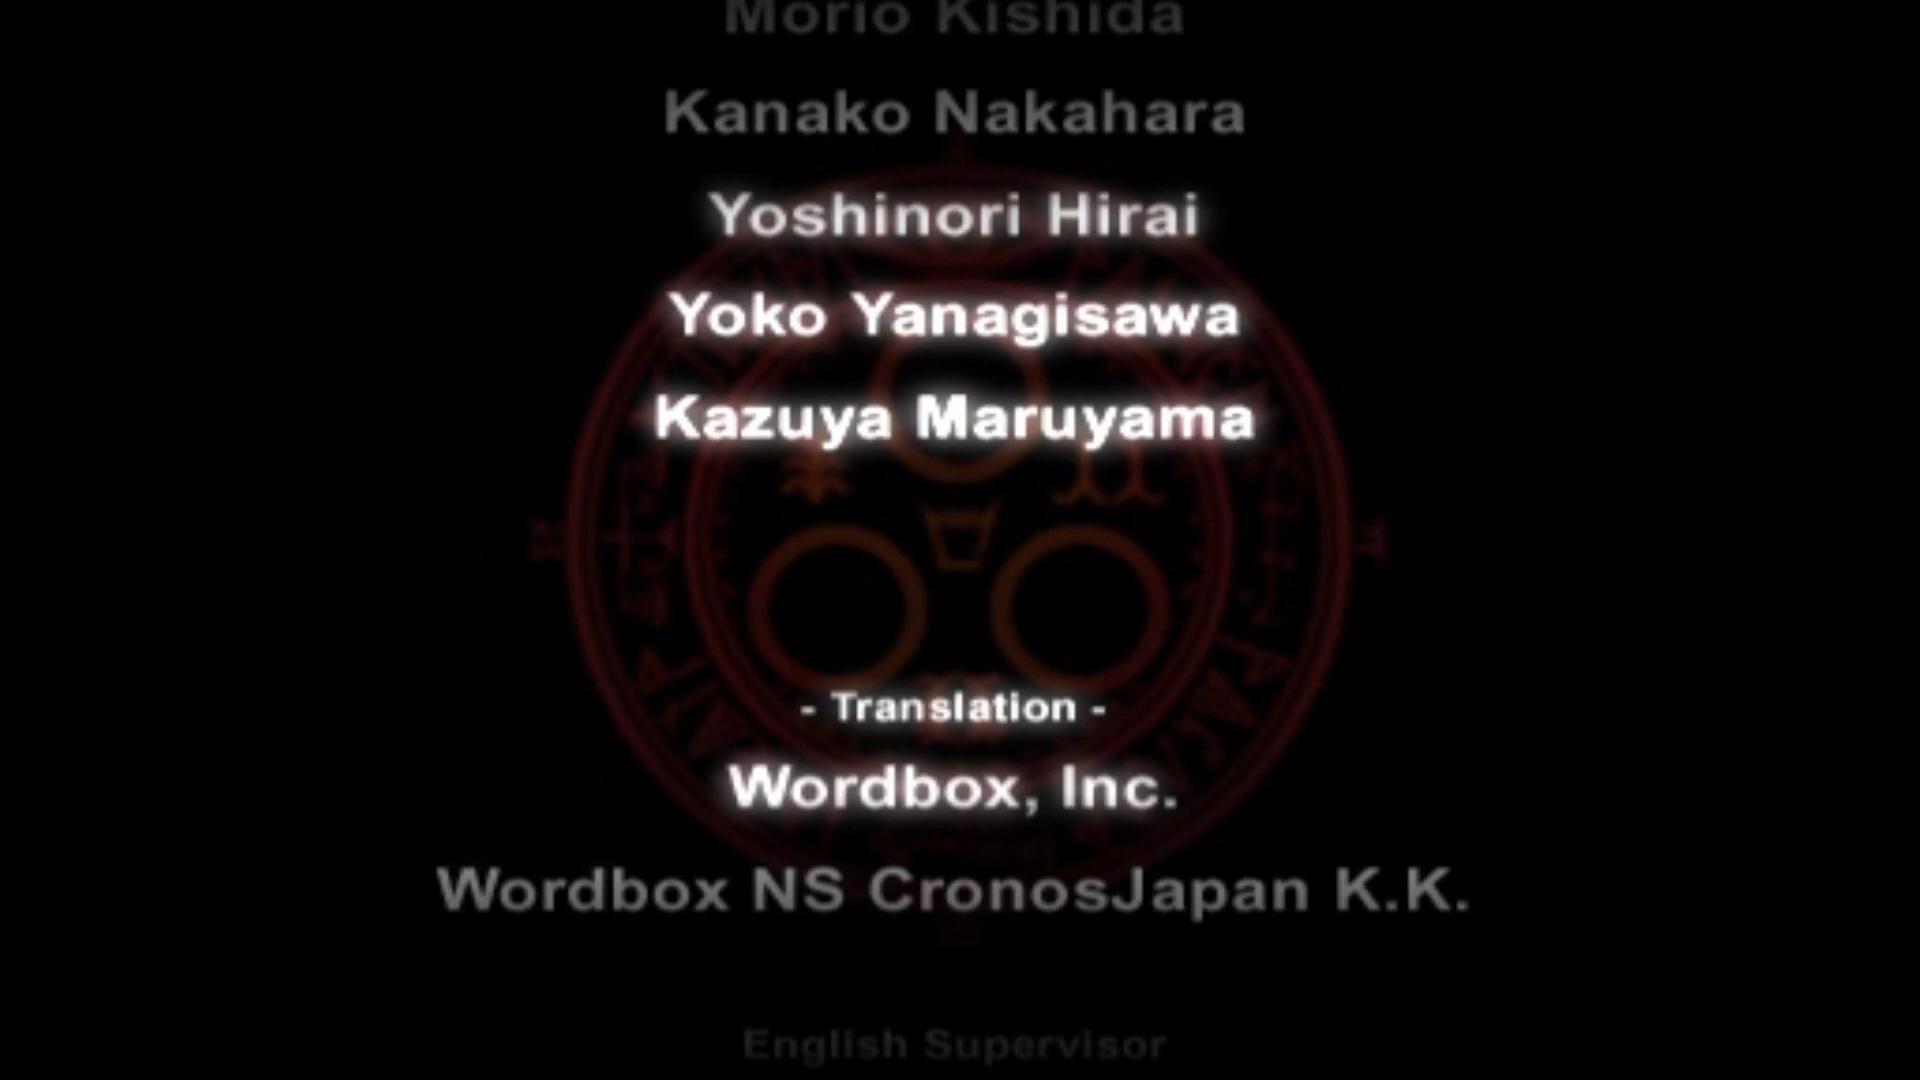 Morio Kishida
Kanako Nakahara
Yoshinori Hirai
Yoko Yanagisawa
Kazuya Maruyama
- Translation -
Wordbox, Inc.
Wordbox NS CronosJapan K.K.
English Supervisor